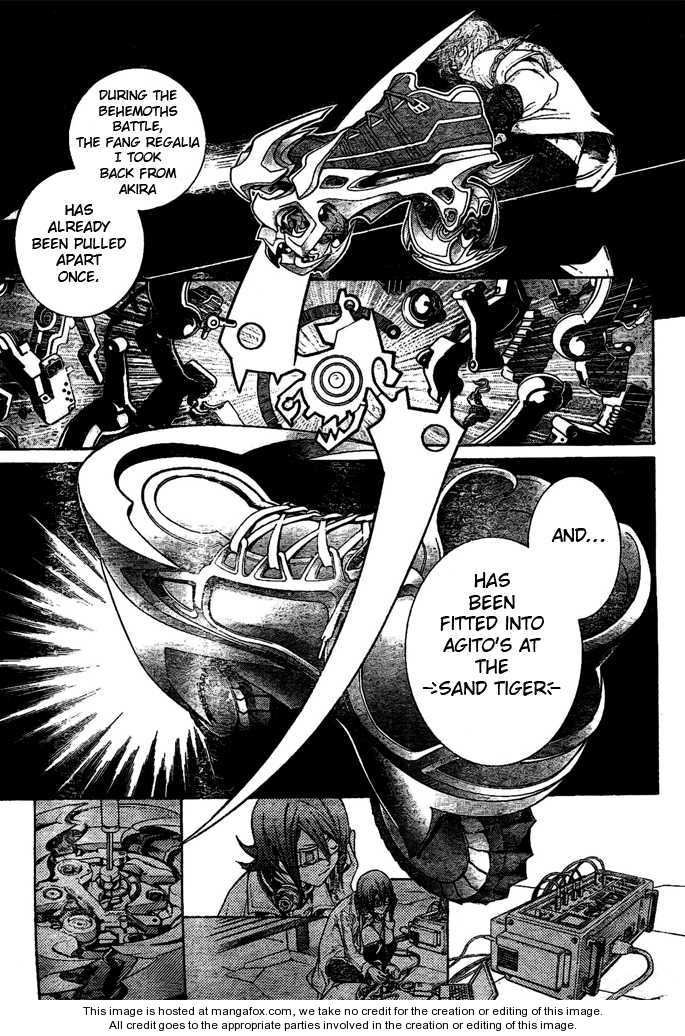 DURING THE
BEHEMOTHS
BATTLE,
THE FANG REGALIA
I TOOK
BACK FROM
AKIRA
HAS
ALREADY
BEEN PULLED
APART
ONCE.
AND...
HAS
BEEN
FITTED INTO
AGITO'S AT
THE
SAND TIGER
This image is hosted at mangafox.com, we take no credit for the creation or editing of this image.
All credit goes to the appropriate parties involved in the creation or editing of this image.